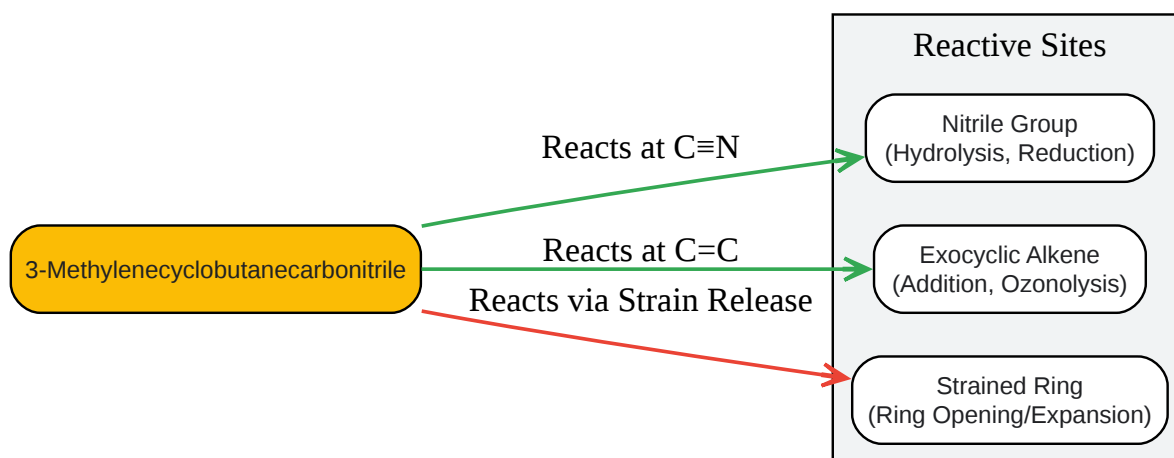 Reactive Sites
Reacts at C≡N
Nitrile Group
(Hydrolysis, Reduction)
3-Methylenecyclobutanecarbonitrile
Reacts at C=C
Exocyclic Alkene
(Addition, Ozonolysis)
Reacts via Strain Release
Strained Ring
(Ring Opening/Expansion)